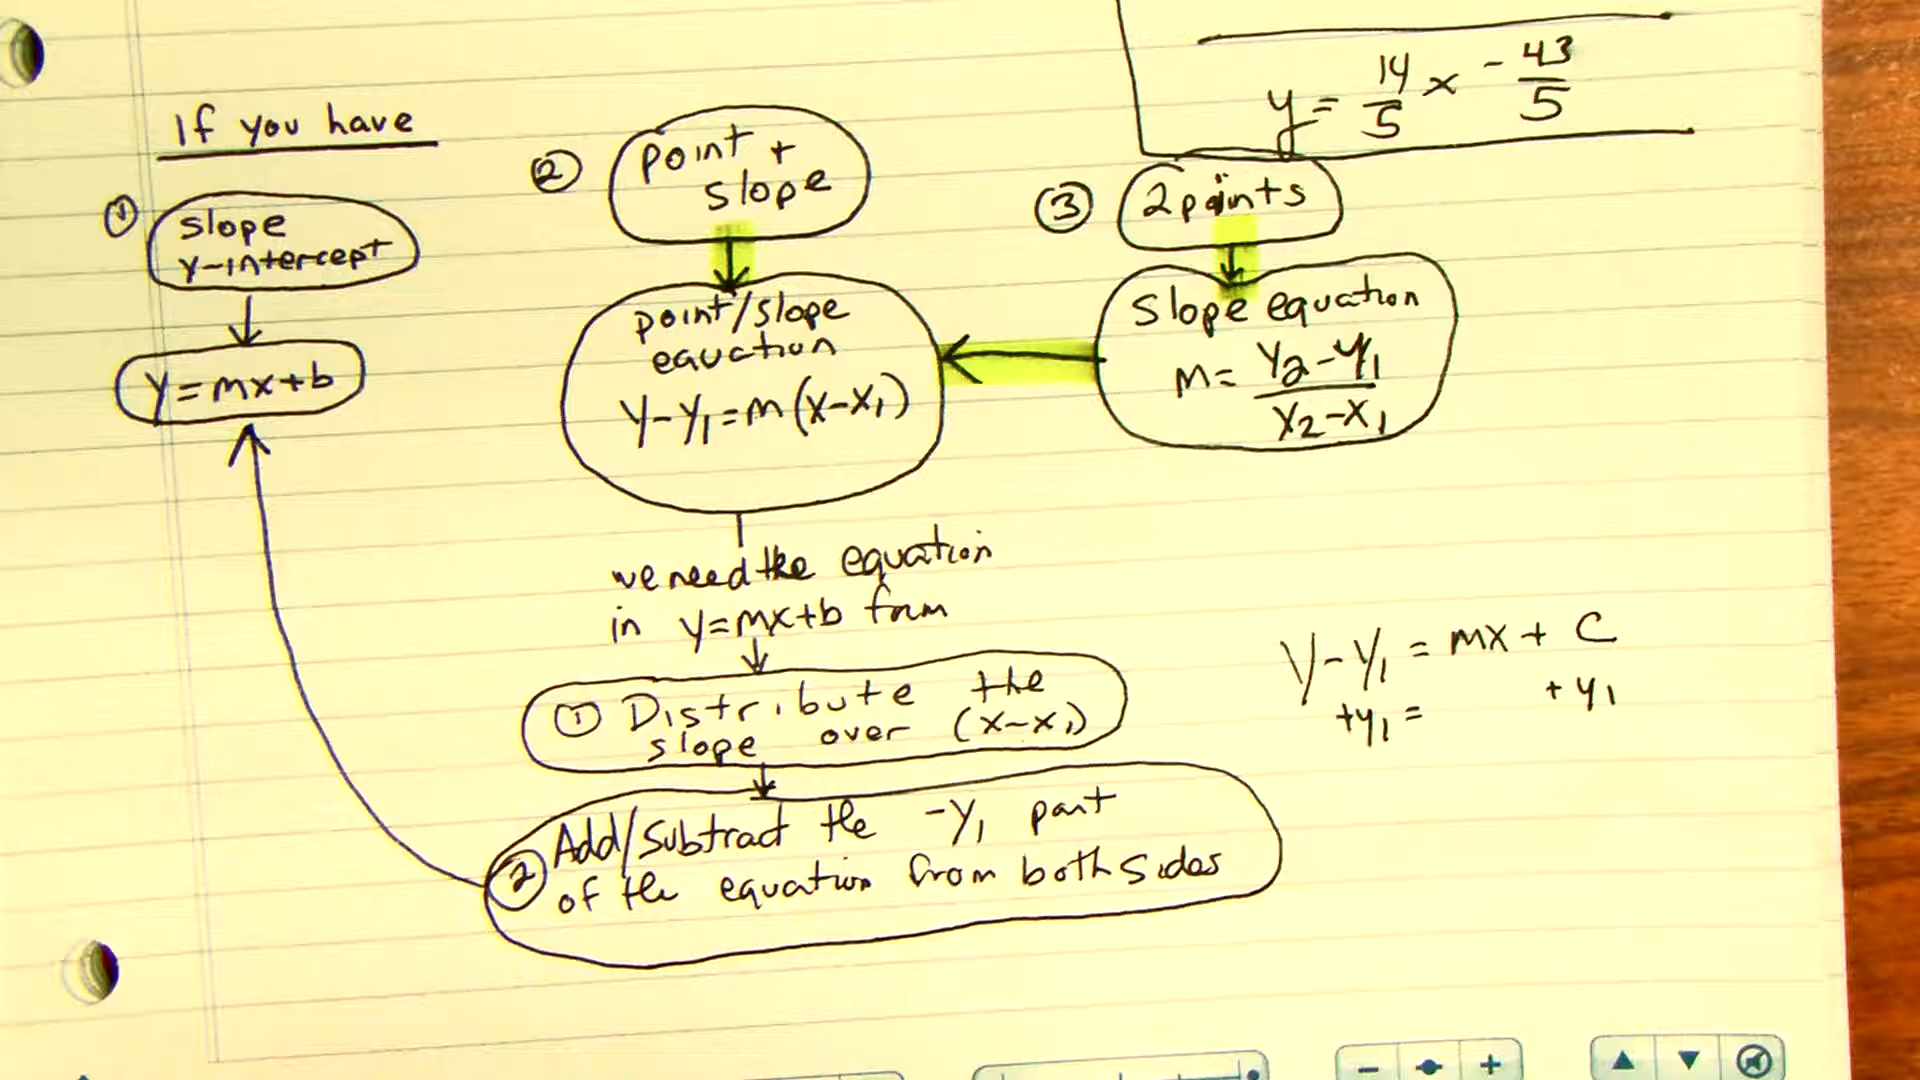 y = 14/5 x - 43/5
If you have
① slope
y-intercept
y=mx+b
② point +
slope
point/slope
equation
y-y₁=m(x-x₁)
③ 2 points
slope equation
m= y₂-y₁
x₂-x₁
we need the equation
in y=mx+b form
① Distribute the
slope over (x-x₁)
② Add/subtract the -y₁ part
of the equation from both sides
y-y₁ = mx + C
+y₁ = +y₁